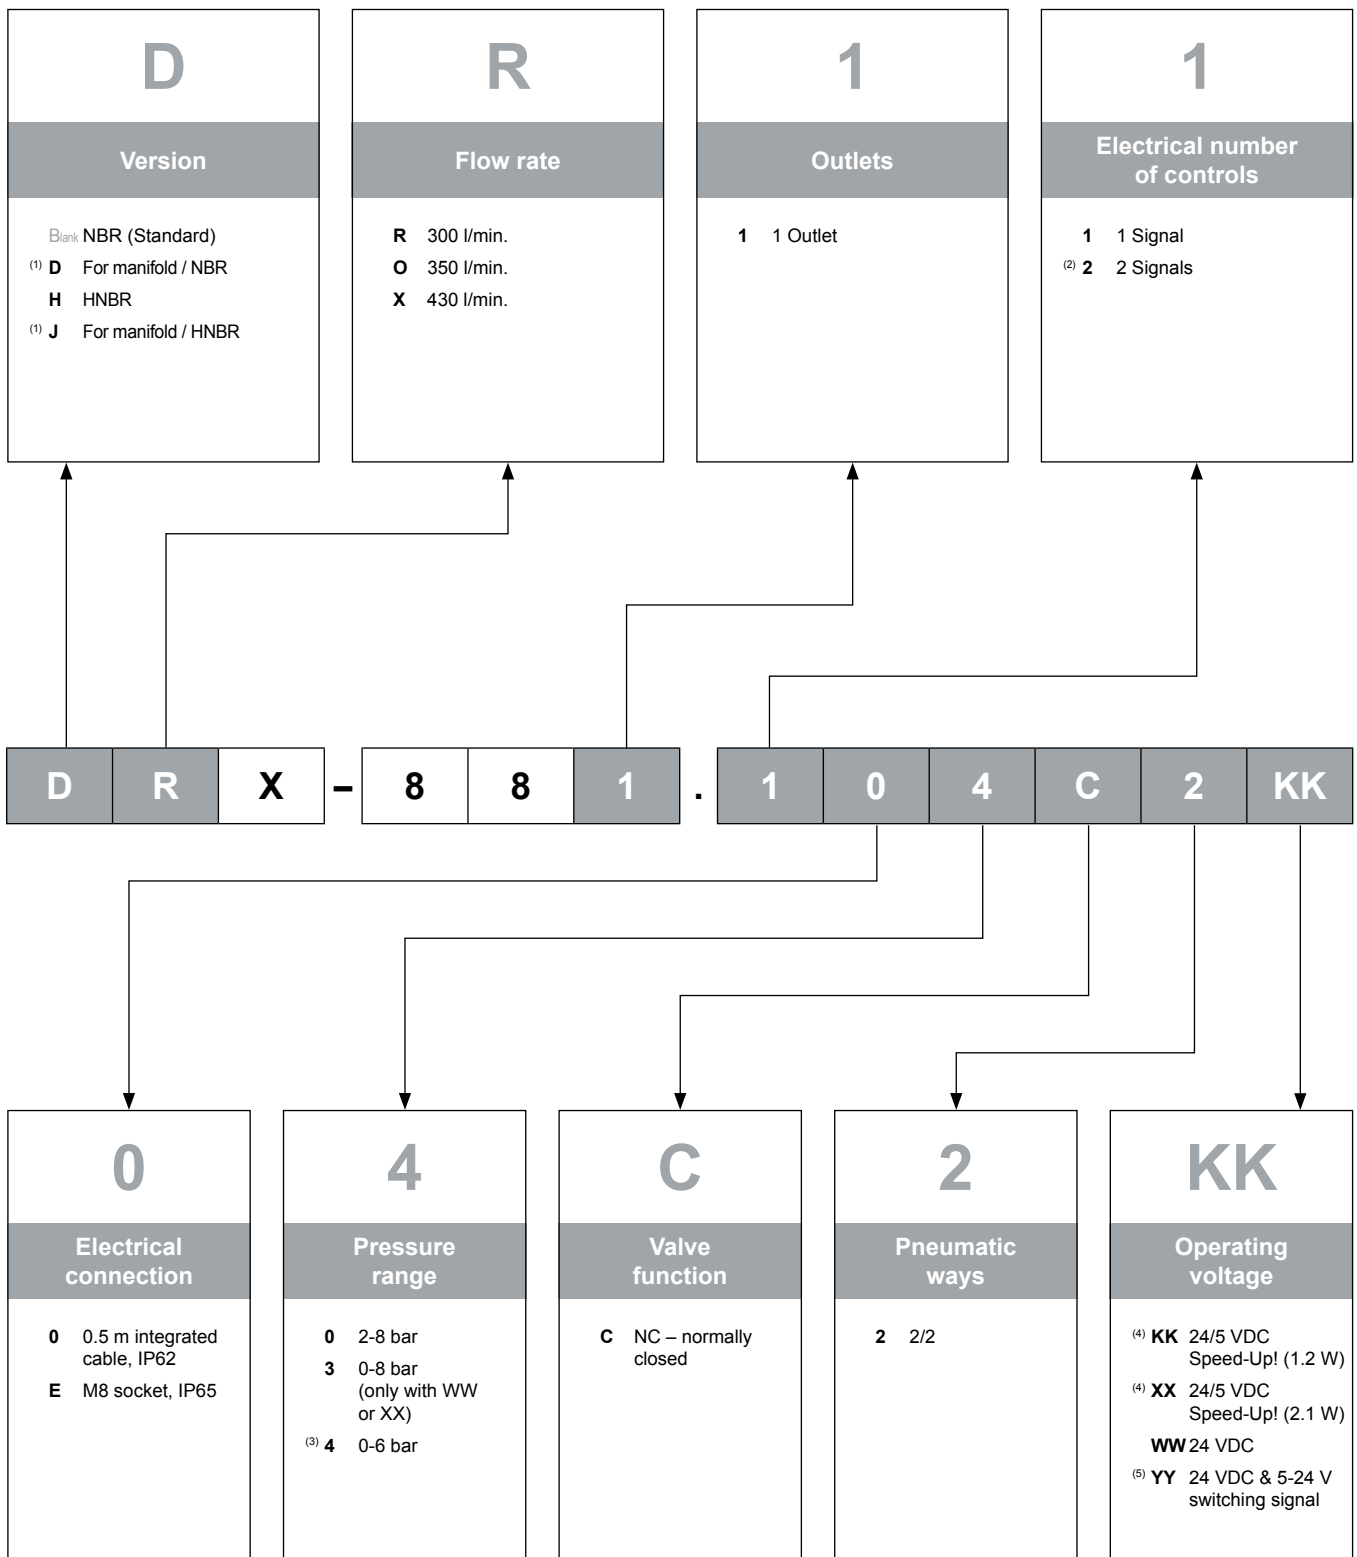 D
Version
Blank NBR (Standard)
(1) D For manifold / NBR
H HNBR
(1) J For manifold / HNBR
R
Flow rate
R 300 l/min.
O 350 l/min.
X 430 l/min.
1
Outlets
1 1 Outlet
1
Electrical number
of controls
1 1 Signal
(2) 2 2 Signals
D R X – 8 8 1 . 1 0 4 C 2 KK
0
Electrical
connection
0 0.5 m integrated
cable, IP62
E M8 socket, IP65
4
Pressure
range
0 2-8 bar
3 0-8 bar
(only with WW
or XX)
(3) 4 0-6 bar
C
Valve
function
C NC – normally
closed
2
Pneumatic
ways
2 2/2
KK
Operating
voltage
(4) KK 24/5 VDC
Speed-Up! (1.2 W)
(4) XX 24/5 VDC
Speed-Up! (2.1 W)
WW 24 VDC
(5) YY 24 VDC & 5-24 V
switching signal